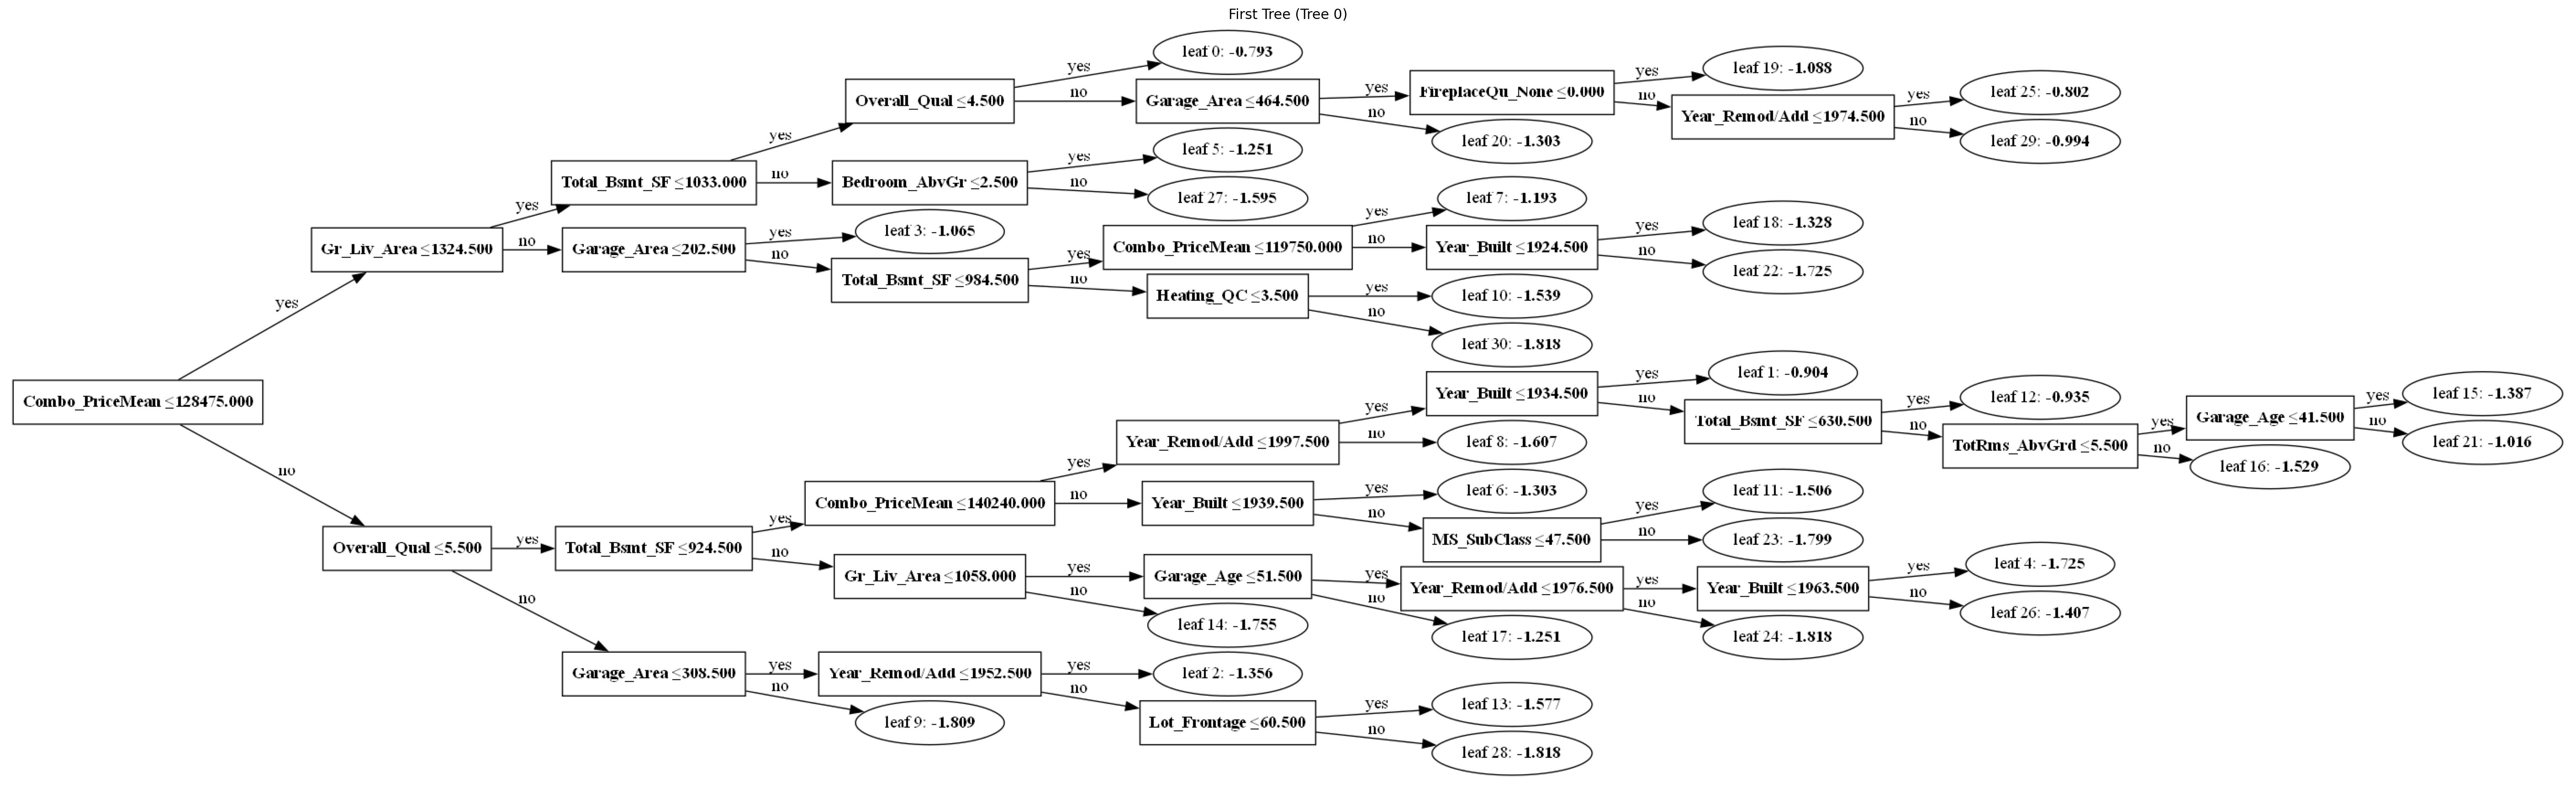 First Tree (Tree 0)
leaf 0: -0.793
yes
Overall_Qual ≤4.500
no
Garage_Area ≤464.500
yes
FireplaceQu_None ≤0.000
yes
leaf 19: -1.088
no
Year_Remod/Add ≤1974.500
yes
leaf 25: -0.802
no
leaf 29: -0.994
no
leaf 20: -1.303
yes
Total_Bsmt_SF ≤1033.000
no
Bedroom_AbvGr ≤2.500
yes
leaf 5: -1.251
no
leaf 27: -1.595
yes
Gr_Liv_Area ≤1324.500
no
Garage_Area ≤202.500
yes
leaf 3: -1.065
no
Total_Bsmt_SF ≤984.500
yes
Combo_PriceMean ≤119750.000
yes
leaf 7: -1.193
no
Year_Built ≤1924.500
yes
leaf 18: -1.328
no
leaf 22: -1.725
no
Heating_QC ≤3.500
yes
leaf 10: -1.539
no
leaf 30: -1.818
yes
Combo_PriceMean ≤128475.000
no
Overall_Qual ≤5.500
yes
Total_Bsmt_SF ≤924.500
yes
Combo_PriceMean ≤140240.000
yes
Year_Remod/Add ≤1997.500
yes
Year_Built ≤1934.500
yes
leaf 1: -0.904
no
Total_Bsmt_SF ≤630.500
yes
leaf 12: -0.935
no
TotRms_AbvGrd ≤5.500
yes
Garage_Age ≤41.500
yes
leaf 15: -1.387
no
leaf 21: -1.016
no
leaf 16: -1.529
no
leaf 8: -1.607
no
Year_Built ≤1939.500
yes
leaf 6: -1.303
no
MS_SubClass ≤47.500
yes
leaf 11: -1.506
no
leaf 23: -1.799
no
Gr_Liv_Area ≤1058.000
yes
Garage_Age ≤51.500
yes
Year_Remod/Add ≤1976.500
yes
Year_Built ≤1963.500
yes
leaf 4: -1.725
no
leaf 26: -1.407
no
leaf 24: -1.818
no
leaf 17: -1.251
no
leaf 14: -1.755
no
Garage_Area ≤308.500
yes
Year_Remod/Add ≤1952.500
yes
leaf 2: -1.356
no
Lot_Frontage ≤60.500
yes
leaf 13: -1.577
no
leaf 28: -1.818
no
leaf 9: -1.809